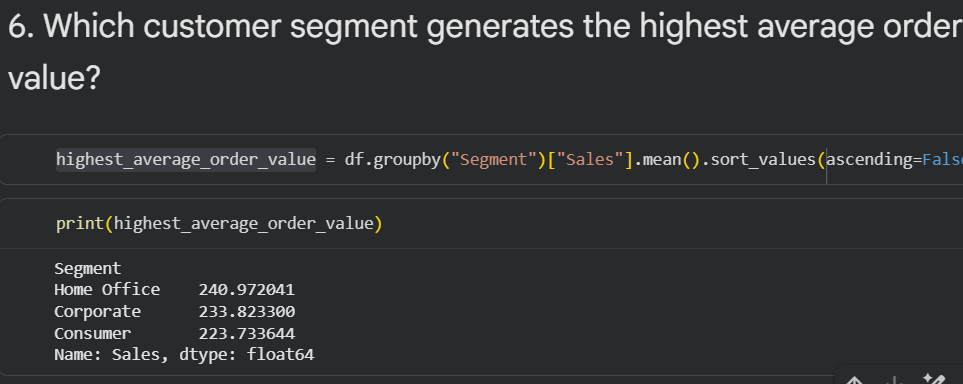 6. Which customer segment generates the highest average order
value?
highest_average_order_value = df.groupby("Segment")["Sales"].mean().sort_values(ascending=Fals
print(highest_average_order_value)
Segment
Home Office    240.972041
Corporate      233.823300
Consumer       223.733644
Name: Sales, dtype: float64